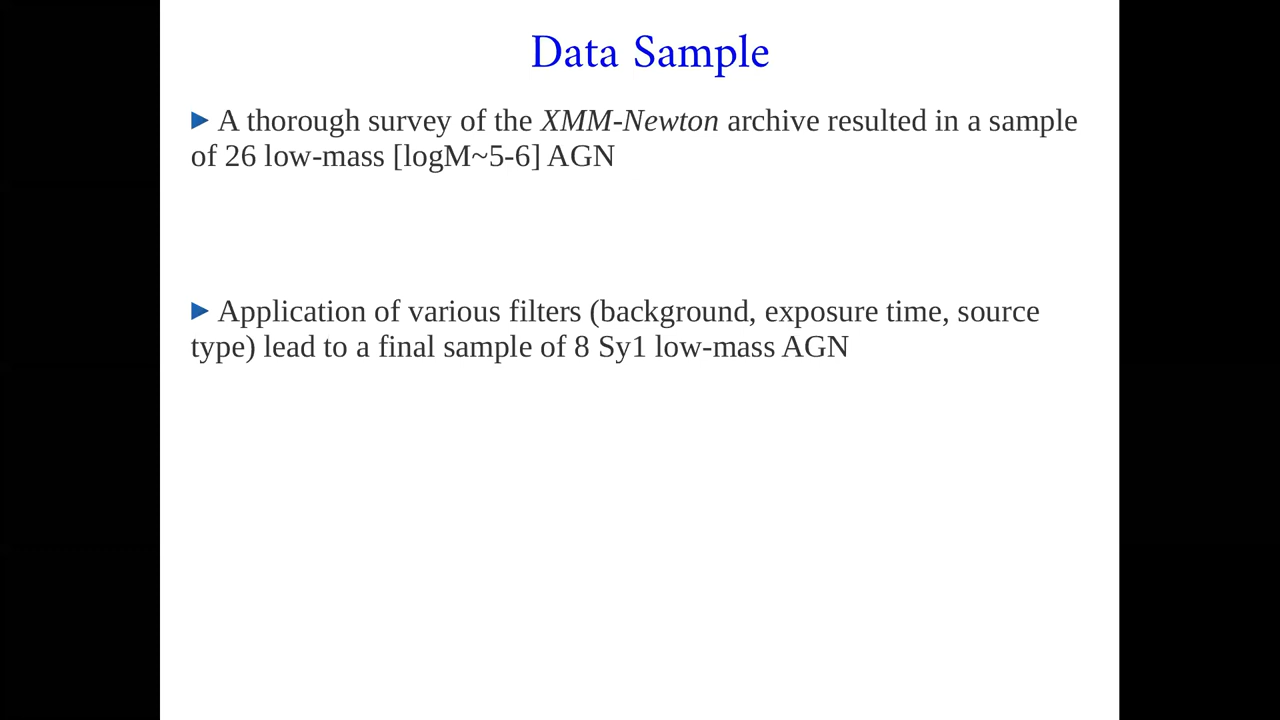 Data Sample
► A thorough survey of the XMM-Newton archive resulted in a sample
of 26 low-mass [logM~5-6] AGN
► Application of various filters (background, exposure time, source
type) lead to a final sample of 8 Sy1 low-mass AGN